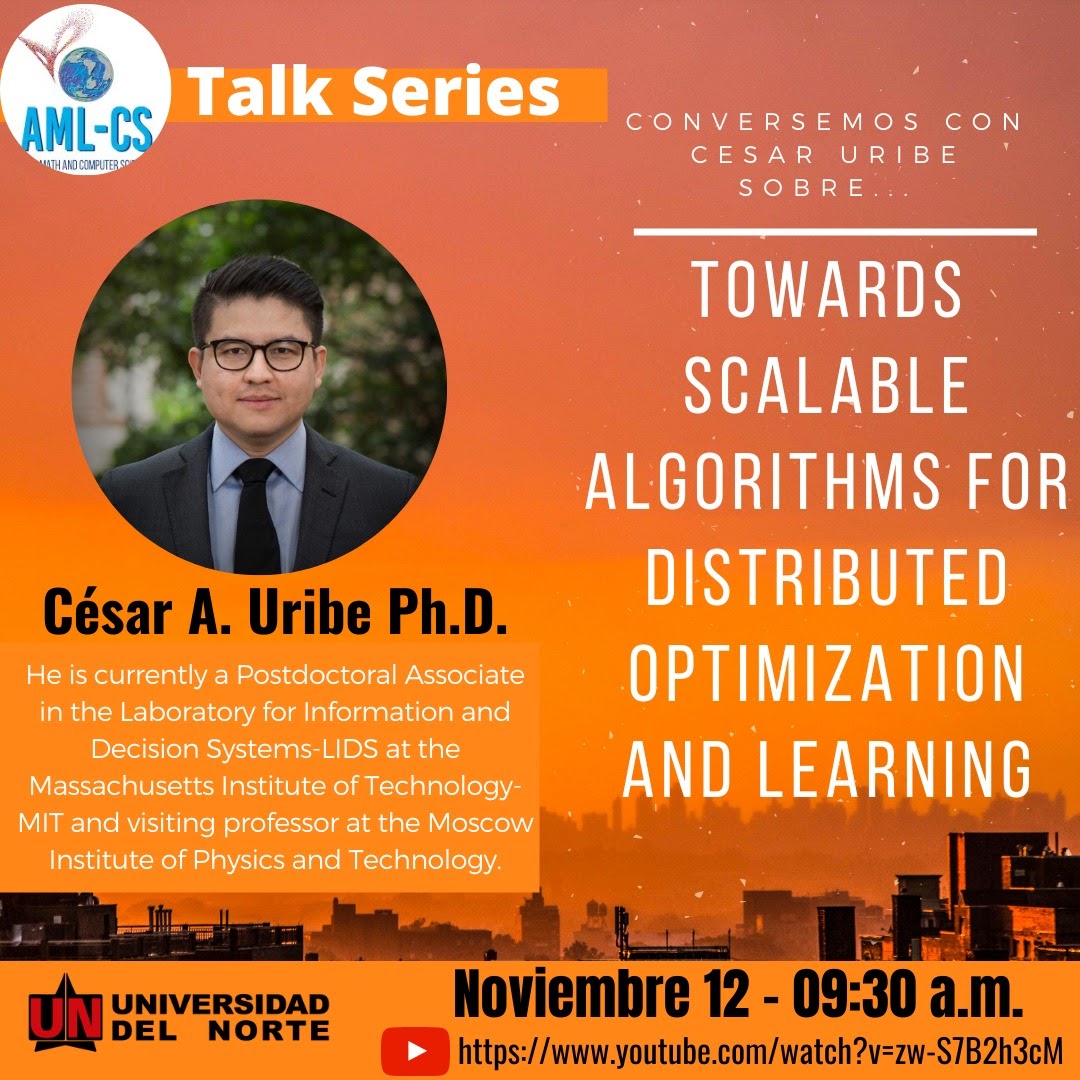 AML-CS
MATH AND COMPUTER
Talk Series
CONVERSEMOS CON
CESAR URIBE
SOBRE...
TOWARDS
SCALABLE
ALGORITHMS FOR
DISTRIBUTED
OPTIMIZATION
AND LEARNING
César A. Uribe Ph.D.
He is currently a Postdoctoral Associate
in the Laboratory for Information and
Decision Systems-LIDS at the
Massachusetts Institute of Technology-
MIT and visiting professor at the Moscow
Institute of Physics and Technology.
UN UNIVERSIDAD
DEL NORTE
Noviembre 12 - 09:30 a.m.
https://www.youtube.com/watch?v=zw-S7B2h3cM